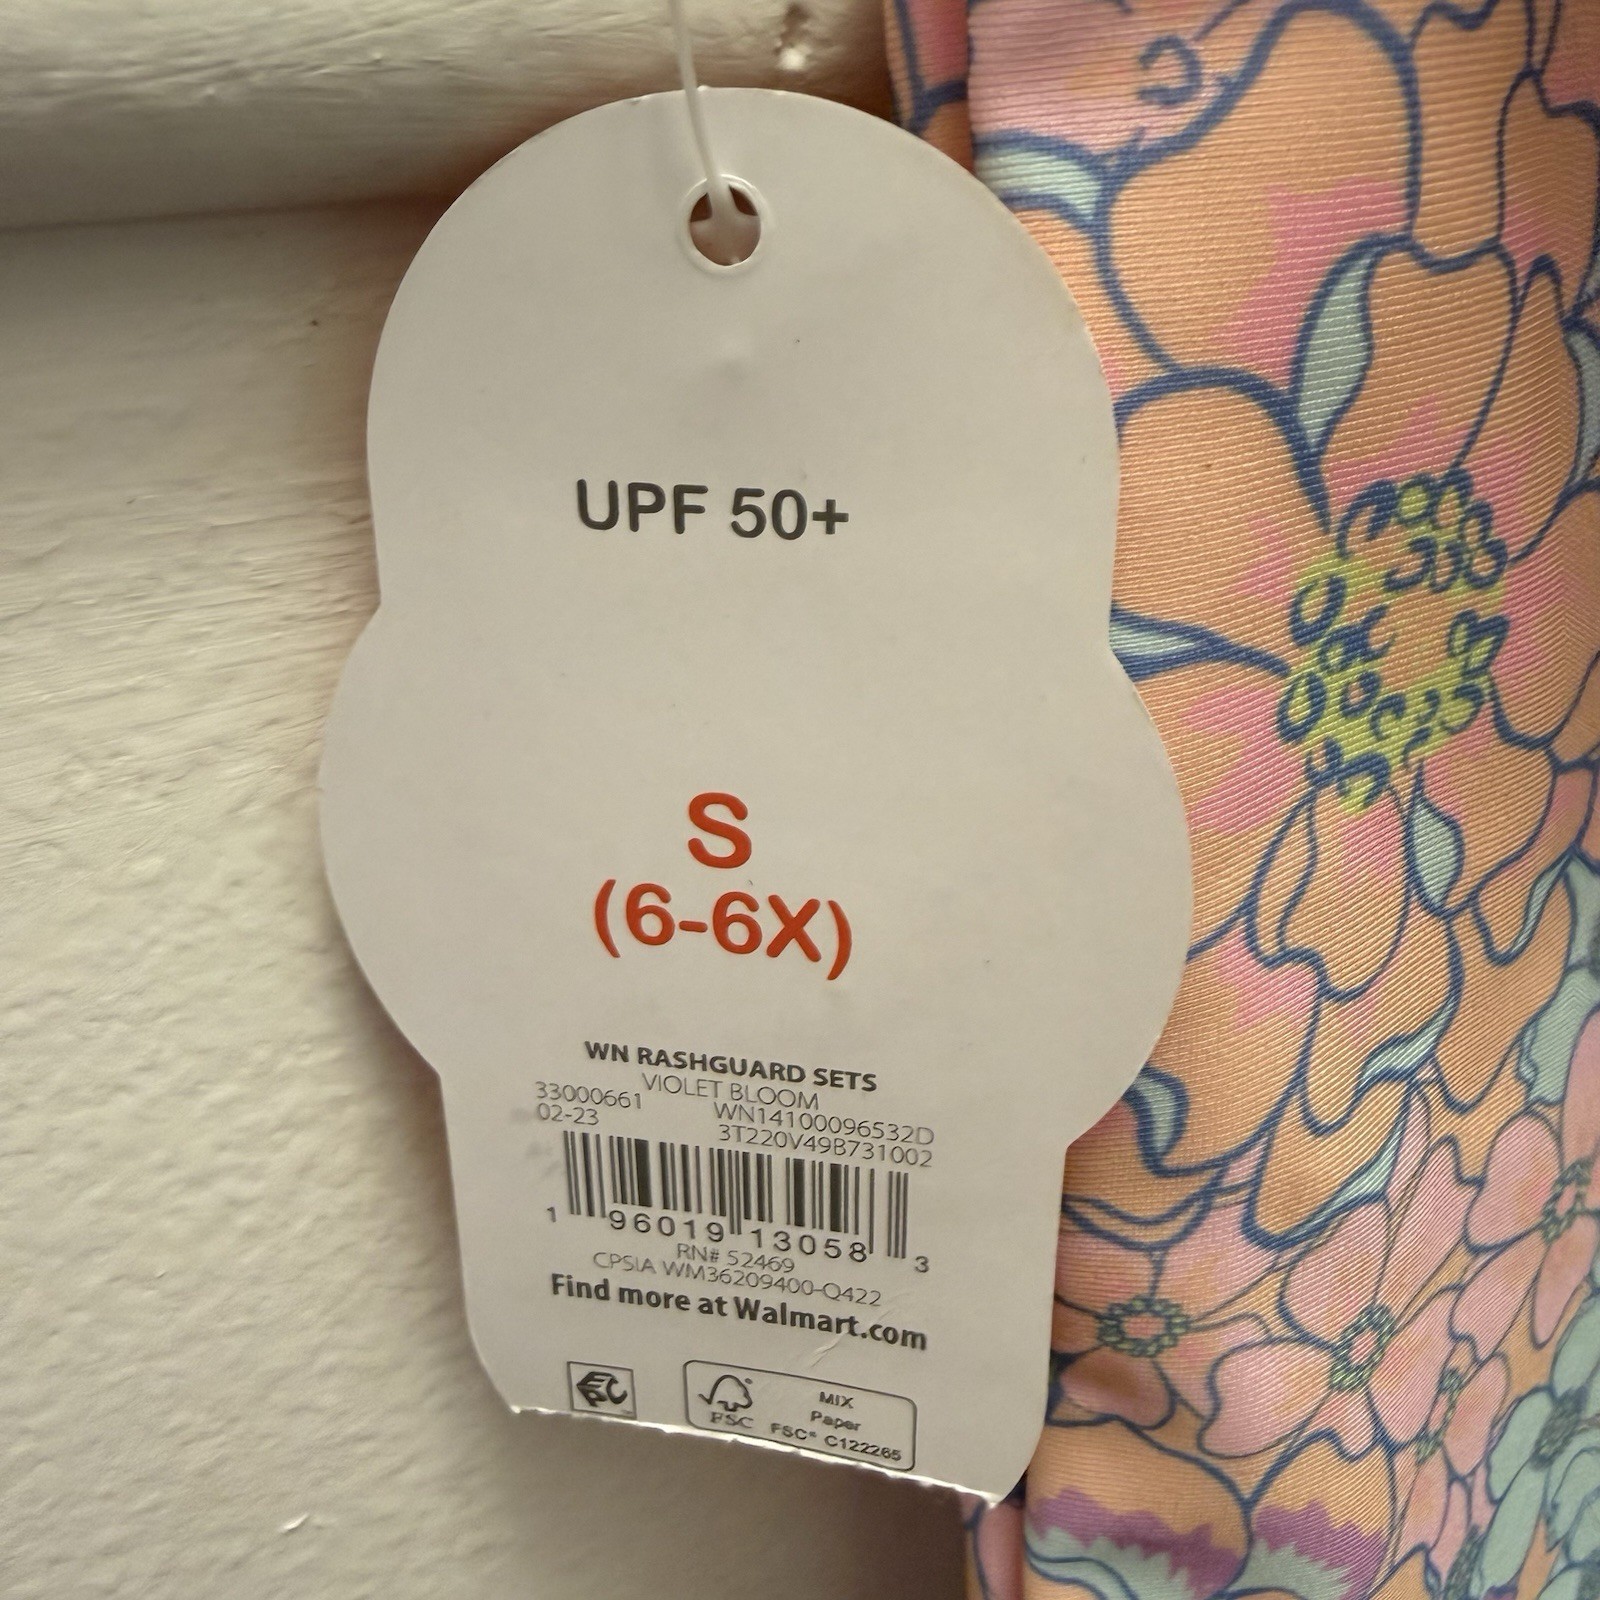 UPF 50+
S
(6-6X)
WN RASHGUARD SETS
VIOLET BLOOM
33000661 WN14100096532D
02-23 3T220V49B731002
1 96019 13058 3
RN# 52469
CPSIA WM36209400-Q422
Find more at Walmart.com
EPC
FSC
MIX
Paper
FSC® C122265